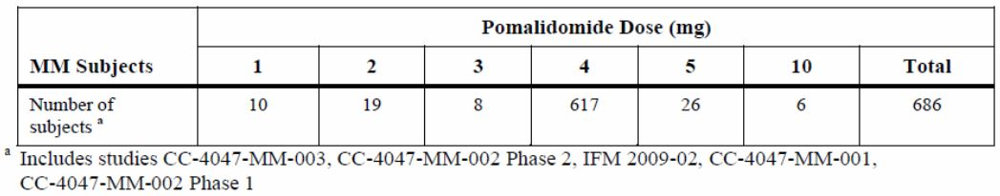 Pomalidomide Dose (mg)
MM Subjects 1 2 3 4 5 10 Total
Number of subjects a 10 19 8 617 26 6 686
a Includes studies CC-4047-MM-003, CC-4047-MM-002 Phase 2, IFM 2009-02, CC-4047-MM-001,
CC-4047-MM-002 Phase 1